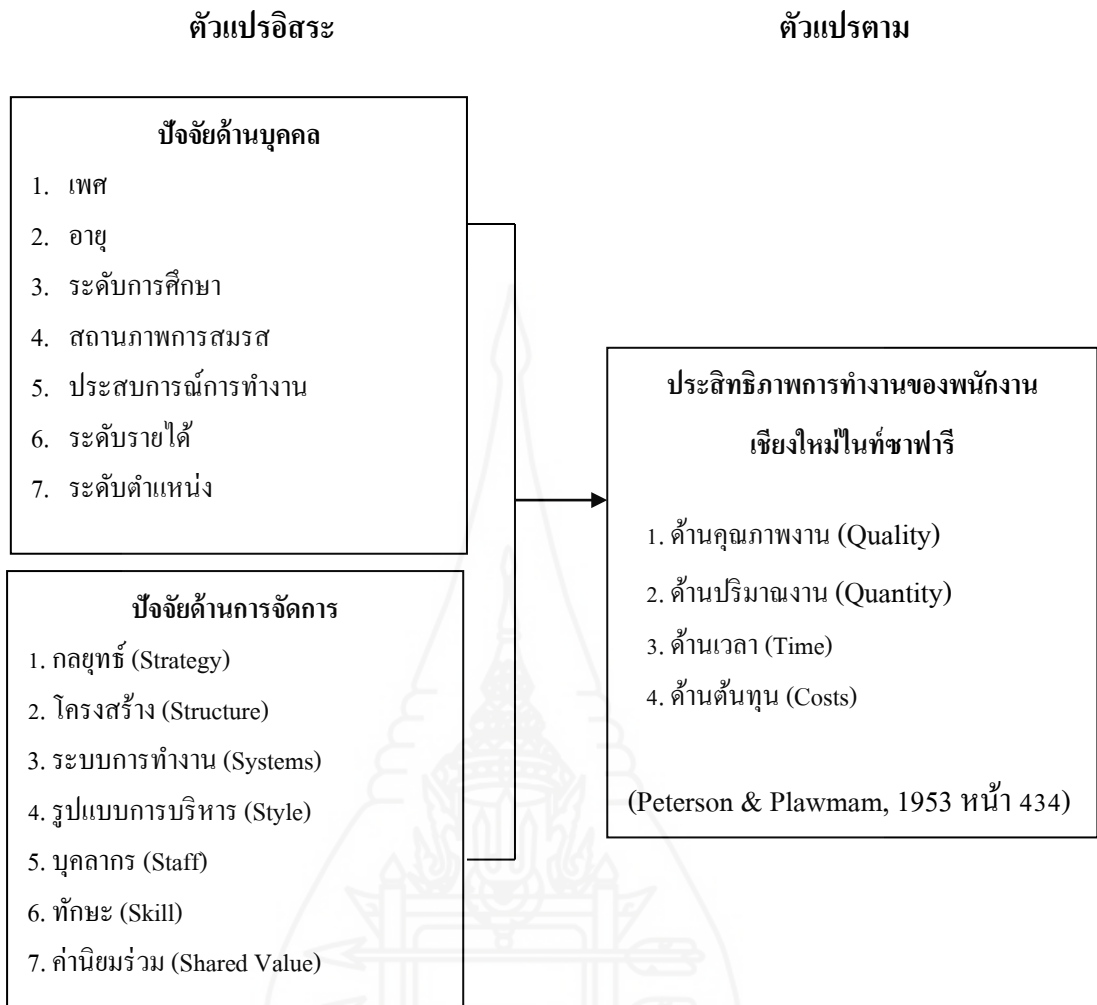 ตัวแปรอิสระ
ตัวแปรตาม
ปัจจัยด้านบุคคล
1. เพศ
2. อายุ
3. ระดับการศึกษา
4. สถานภาพการสมรส
5. ประสบการณ์การทำงาน
6. ระดับรายได้
7. ระดับตำแหน่ง
ปัจจัยด้านการจัดการ
1. กลยุทธ์ (Strategy)
2. โครงสร้าง (Structure)
3. ระบบการทำงาน (Systems)
4. รูปแบบการบริหาร (Style)
5. บุคลากร (Staff)
6. ทักษะ (Skill)
7. ค่านิยมร่วม (Shared Value)
ประสิทธิภาพการทำงานของพนักงาน
เชียงใหม่ไนท์ซาฟารี
1. ด้านคุณภาพงาน (Quality)
2. ด้านปริมาณงาน (Quantity)
3. ด้านเวลา (Time)
4. ด้านต้นทุน (Costs)
(Peterson & Plawmam, 1953 หน้า 434)